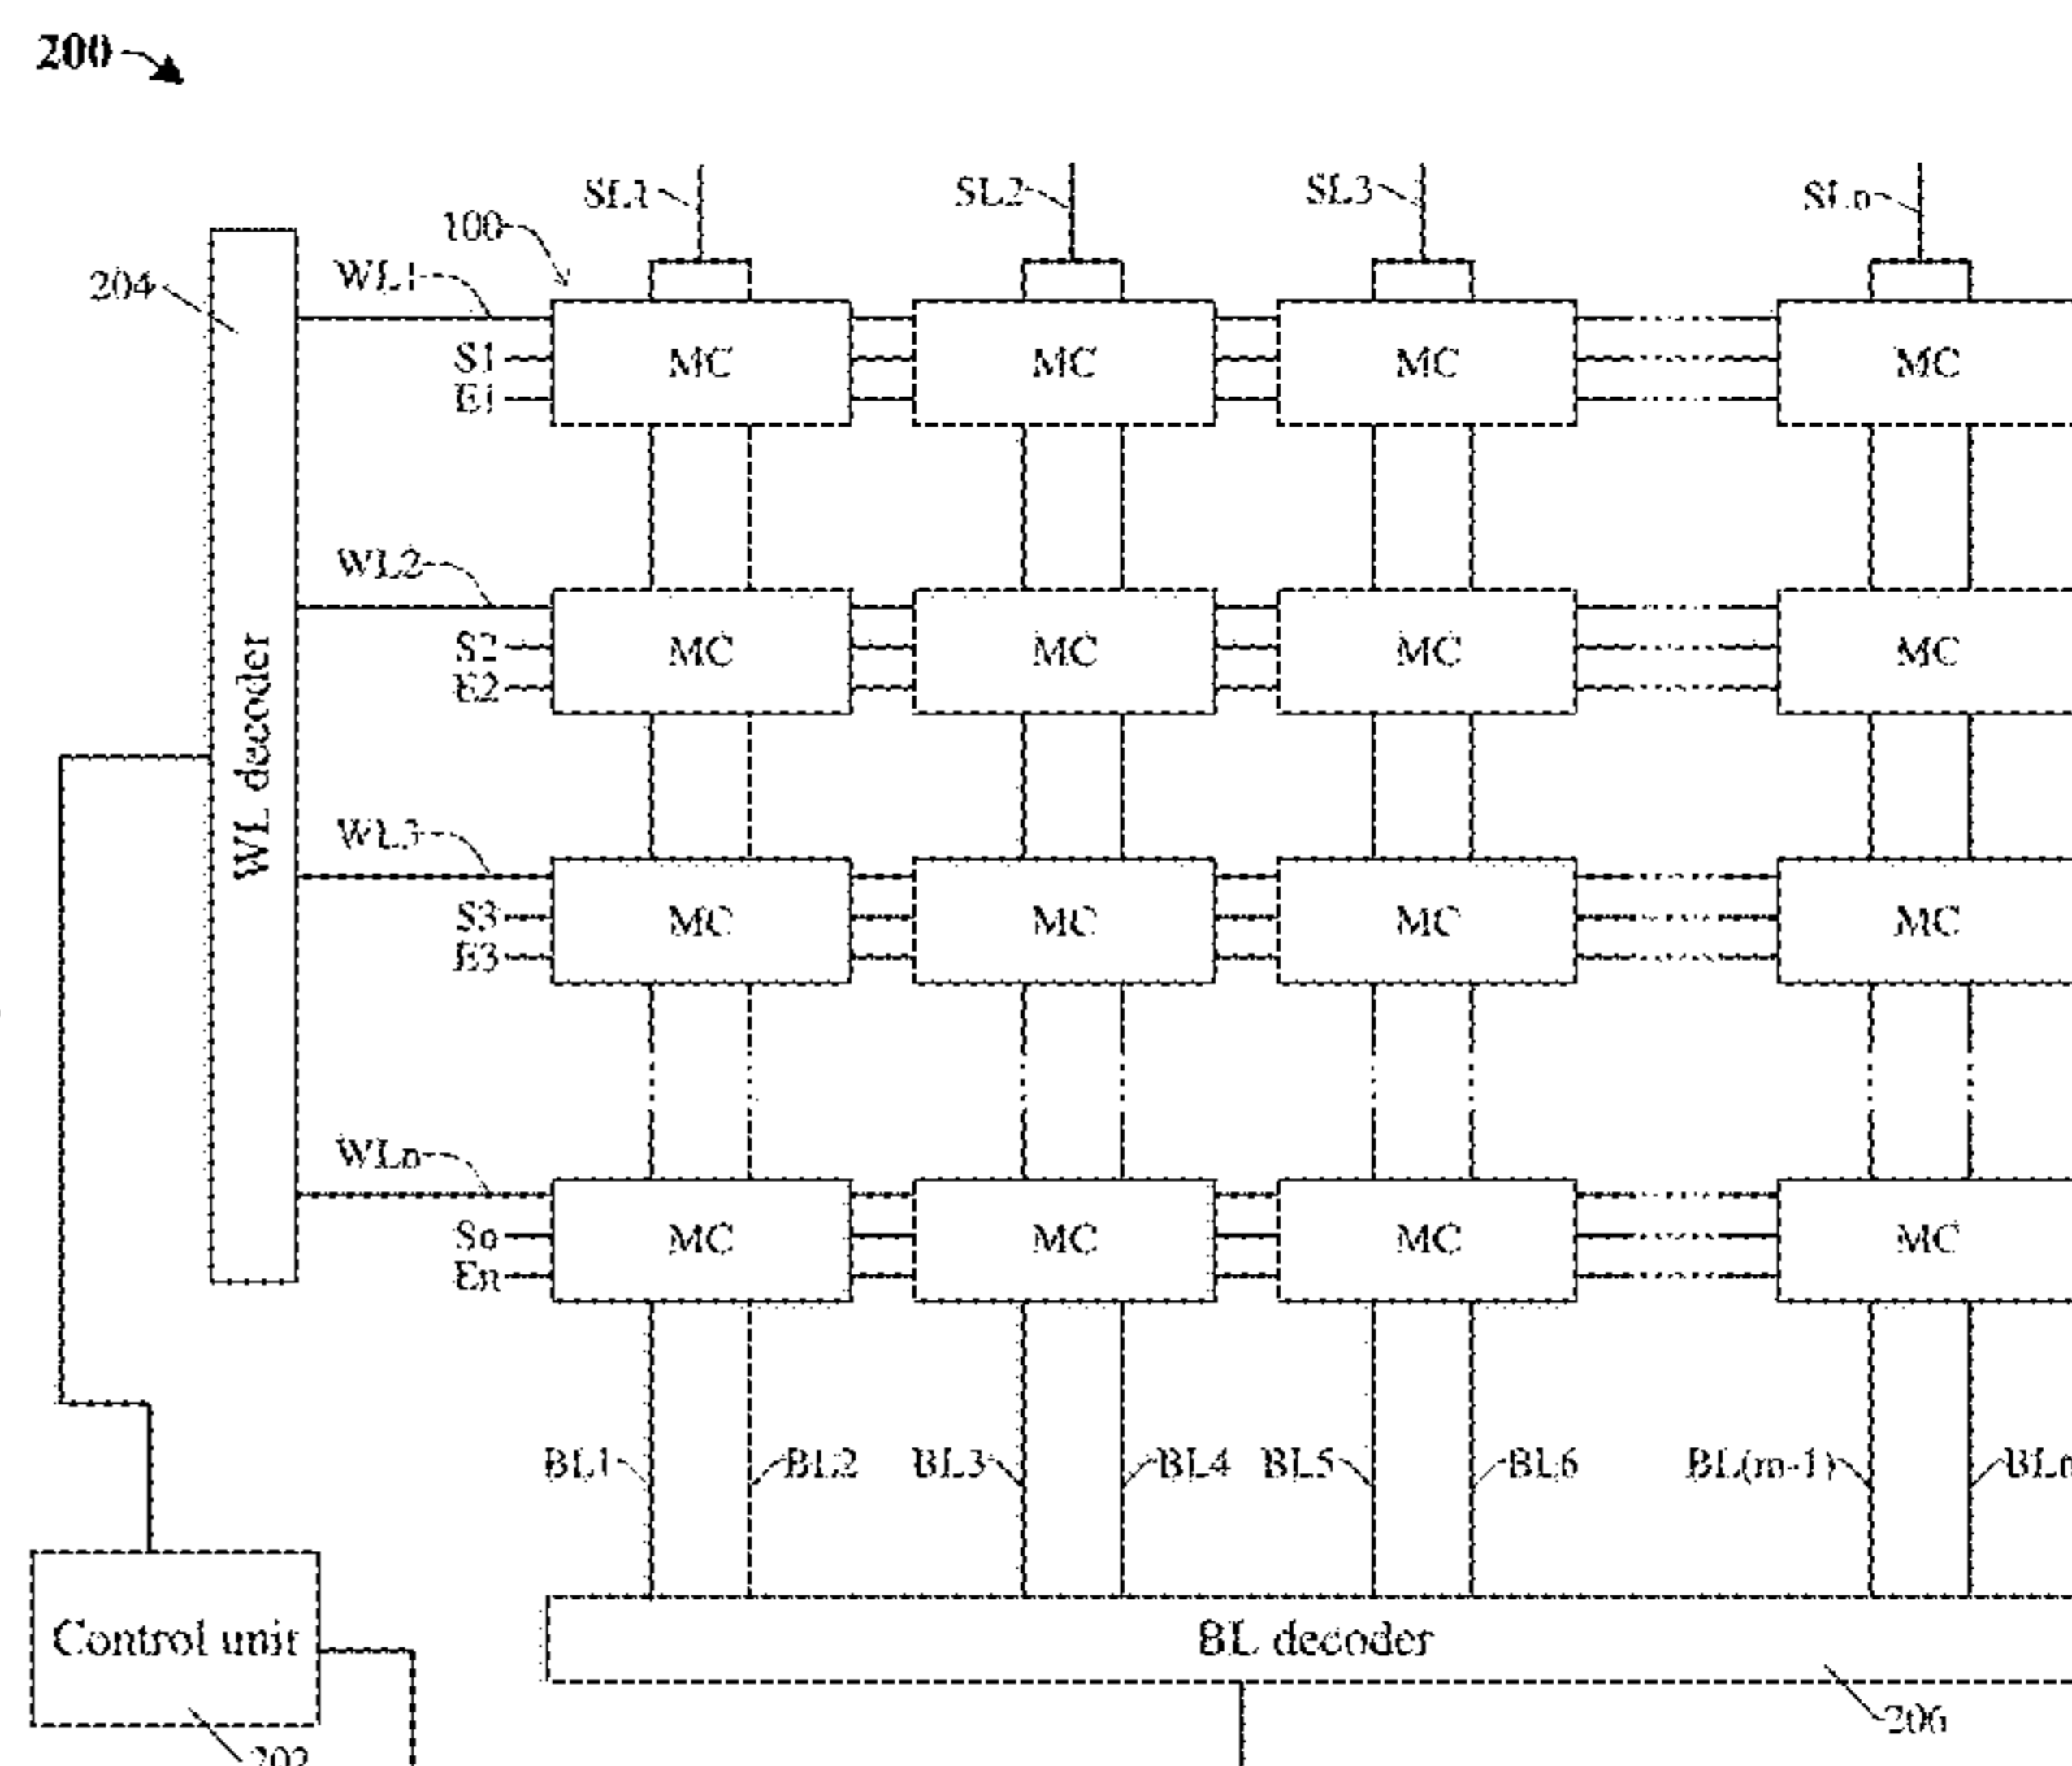 200
SL1 SL2 SL3 SLn
100
WL1
204
S1 MC MC MC MC
E1
WL2
S2 MC MC MC MC
E2
WL decoder
WL3
S3 MC MC MC MC
E3
WLn
Sn MC MC MC MC
En
BL1 BL2 BL3 BL4 BL5 BL6 BL(m-1)
Control unit
BL decoder
206
202